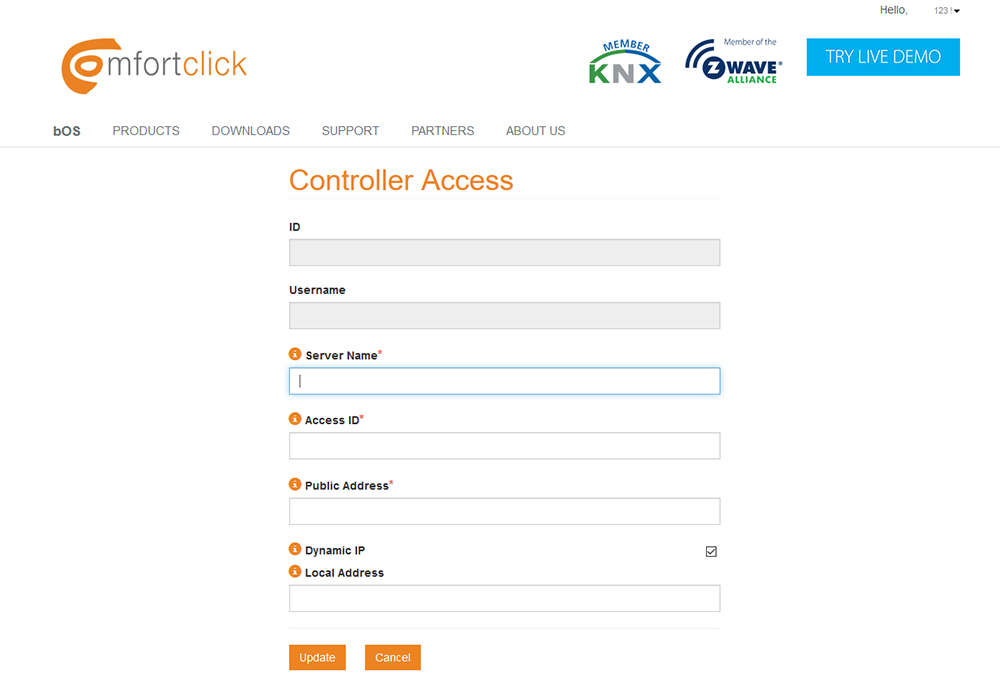 Hello, 123!
comfortclick
MEMBER
KNX
Member of the
Z WAVE®
ALLIANCE
TRY LIVE DEMO
bOS PRODUCTS DOWNLOADS SUPPORT PARTNERS ABOUT US
Controller Access
ID
Username
Server Name*
Access ID*
Public Address*
Dynamic IP
Local Address
Update Cancel